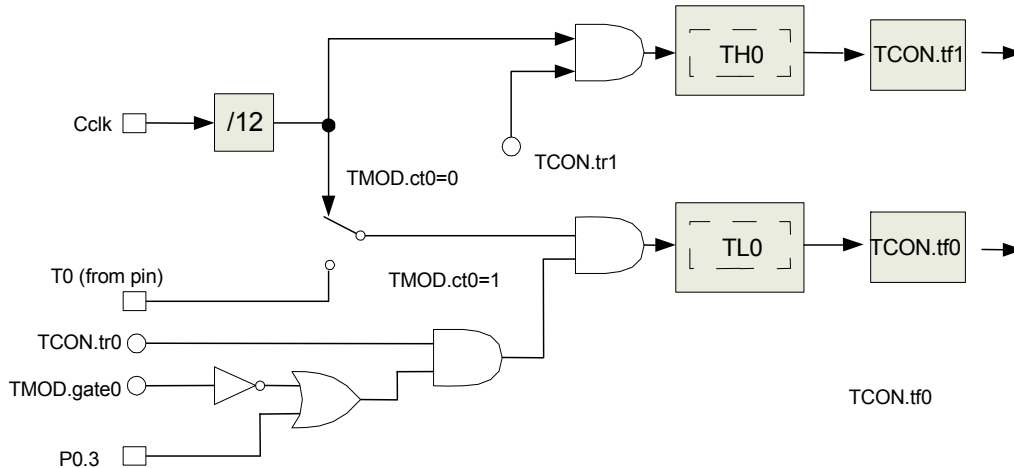 TH0
TCON.tf1
/12
Cclk
TCON.tr1
TMOD.ct0=0
TL0
TCON.tf0
T0 (from pin)
TMOD.ct0=1
TCON.tr0
TMOD.gate0
TCON.tf0
P0.3